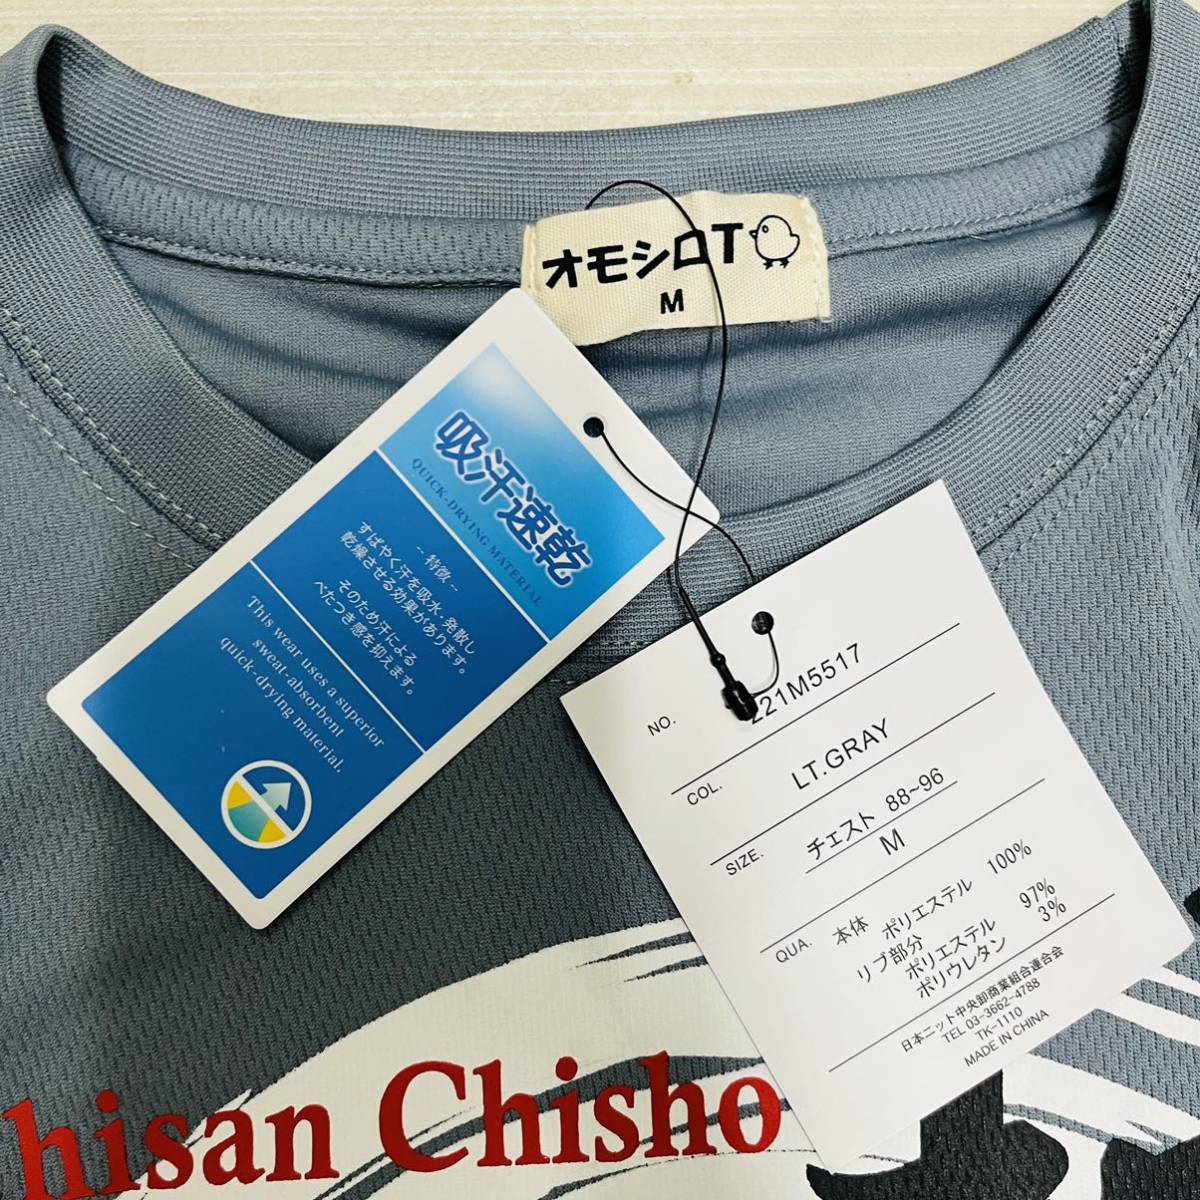 オモシロT
M
吸汗速乾
QUICK-DRYING MATERIAL
- 特徴 -
すばやく汗を吸水、発散し
乾燥させる効果があります。
そのため汗による
べたつき感を抑えます。
This wear uses a superior
sweat-absorbent
quick-drying material.
NO. 221M5517
COL. LT.GRAY
SIZE. チェスト 88~96
M
QUA. 本体 ポリエステル 100%
リブ部分
ポリエステル 97%
ポリウレタン 3%
日本ニット中央卸商業組合連合会
TEL 03-3662-4788
TK-1110
MADE IN CHINA
hisan Chisho